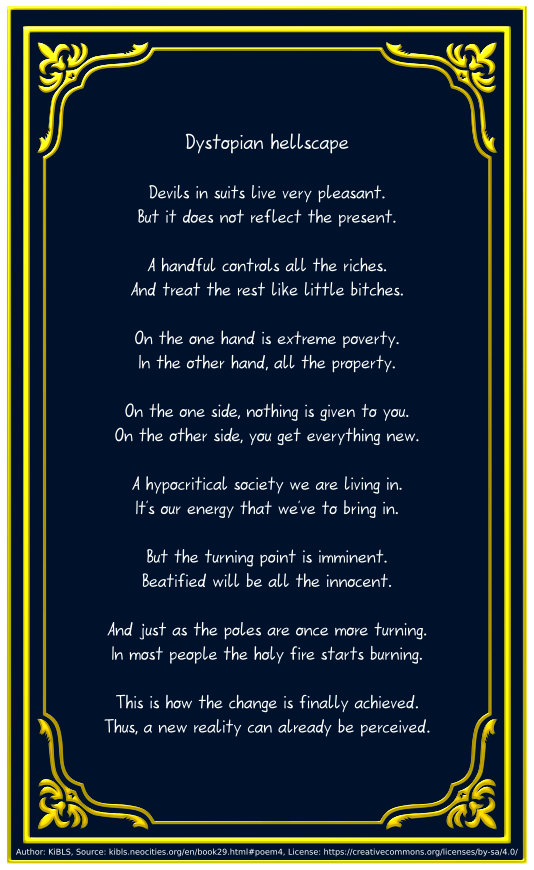 Dystopian hellscape
Devils in suits live very pleasant.
But it does not reflect the present.
A handful controls all the riches.
And treat the rest like little bitches.
On the one hand is extreme poverty.
In the other hand, all the property.
On the one side, nothing is given to you.
On the other side, you get everything new.
A hypocritical society we are living in.
It's our energy that we've to bring in.
But the turning point is imminent.
Beatified will be all the innocent.
And just as the poles are once more turning.
In most people the holy fire starts burning.
This is how the change is finally achieved.
Thus, a new reality can already be perceived.
Author: KiBLS, Source: kibls.neocities.org/en/book29.html#poem4, License: https://creativecommons.org/licenses/by-sa/4.0/